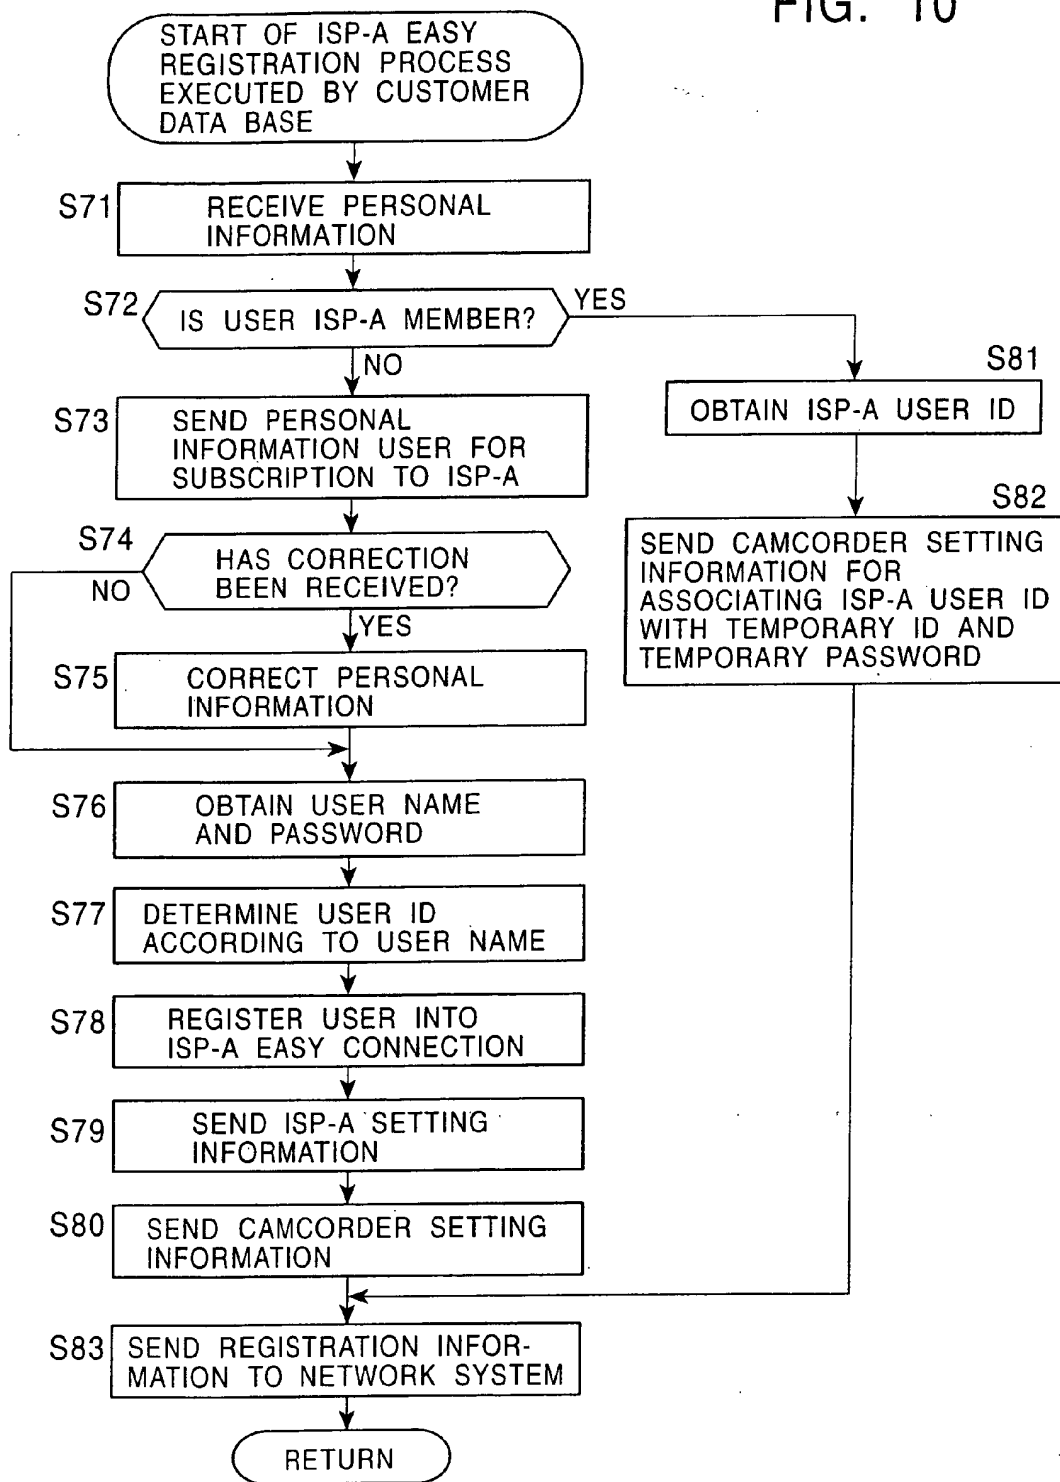 FIG. 10
START OF ISP-A EASY
REGISTRATION PROCESS
EXECUTED BY CUSTOMER
DATA BASE
S71
RECEIVE PERSONAL
INFORMATION
S72
IS USER ISP-A MEMBER?
YES
NO
S73
SEND PERSONAL
INFORMATION USER FOR
SUBSCRIPTION TO ISP-A
S74
HAS CORRECTION
BEEN RECEIVED?
NO
YES
S75
CORRECT PERSONAL
INFORMATION
S76
OBTAIN USER NAME
AND PASSWORD
S77
DETERMINE USER ID
ACCORDING TO USER NAME
S78
REGISTER USER INTO
ISP-A EASY CONNECTION
S79
SEND ISP-A SETTING
INFORMATION
S80
SEND CAMCORDER SETTING
INFORMATION
S81
OBTAIN ISP-A USER ID
S82
SEND CAMCORDER SETTING
INFORMATION FOR
ASSOCIATING ISP-A USER ID
WITH TEMPORARY ID AND
TEMPORARY PASSWORD
S83
SEND REGISTRATION INFOR-
MATION TO NETWORK SYSTEM
RETURN